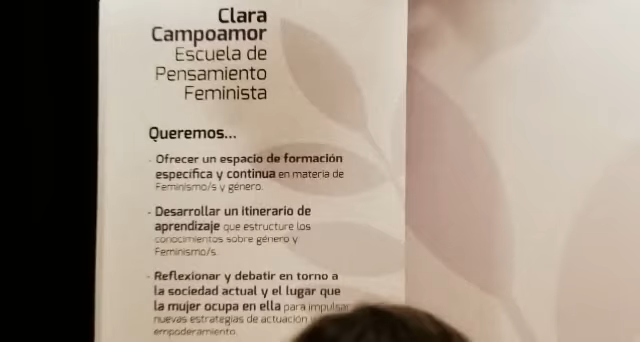 Clara
Campoamor
Escuela de
Pensamiento
Feminista
Queremos...
- Ofrecer un espacio de formación
específica y continua en materia de
Feminismo/s y género.
- Desarrollar un itinerario de
aprendizaje que estructure los
conocimientos sobre género y
Feminismo/s.
- Reflexionar y debatir en torno a
la sociedad actual y el lugar que
la mujer ocupa en ella para impulsar
nuevas estrategias de actuación
empoderamiento.